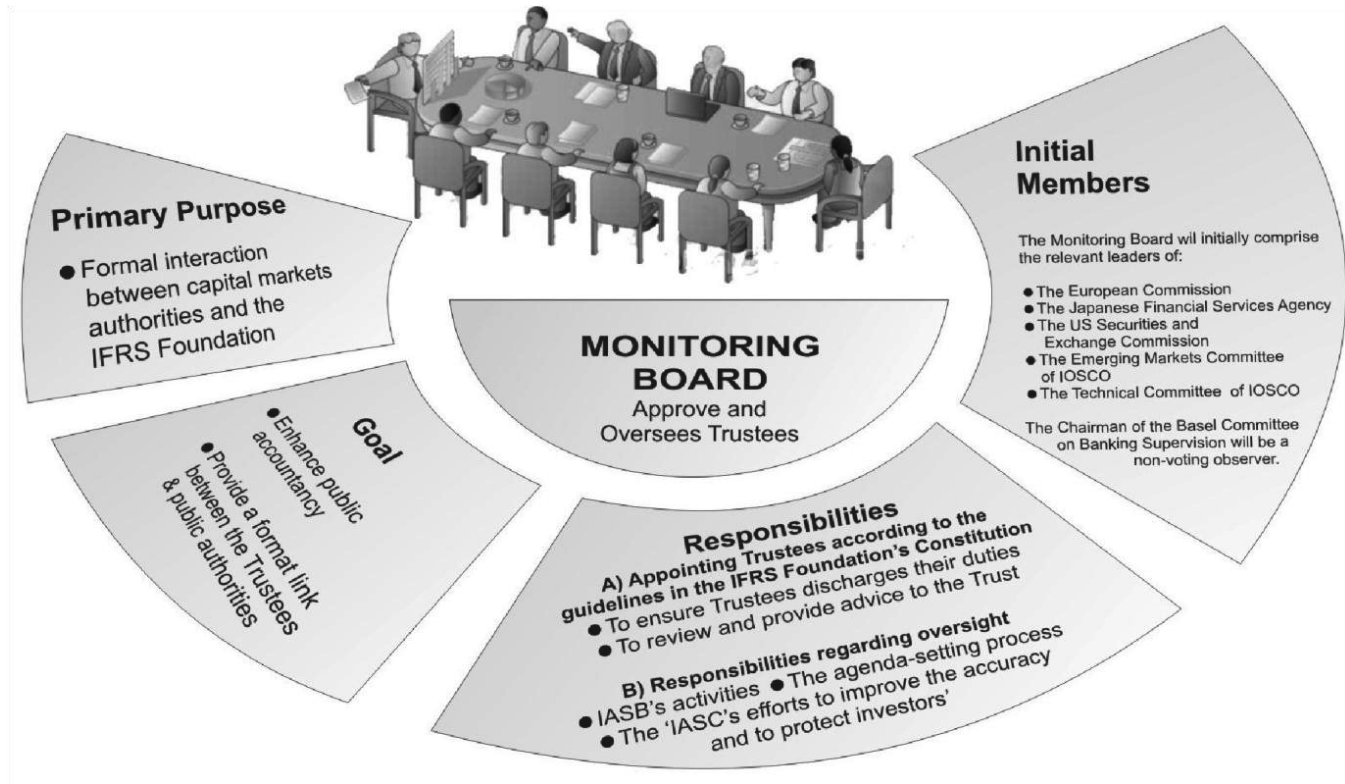 Primary Purpose
● Formal interaction
between capital markets
authorities and the
IFRS Foundation
Goal
● Enhance public
accountancy
● Provide a format link
between the Trustees
& public authorities
MONITORING
BOARD
Approve and
Oversees Trustees
Responsibilities
A) Appointing Trustees according to the
guidelines in the IFRS Foundation's Constitution
● To ensure Trustees discharges their duties
● To review and provide advice to the Trust
B) Responsibilities regarding oversight
● IASB's activities ● The agenda-setting process
● The 'IASC's efforts to improve the accuracy
and to protect investors'
Initial
Members
The Monitoring Board wil initially comprise
the relevant leaders of:
● The European Commission
● The Japanese Financial Services Agency
● The US Securities and
Exchange Commission
● The Emerging Markets Committee
of IOSCO
● The Technical Committee of IOSCO
The Chairman of the Basel Committee
on Banking Supervision will be a
non-voting observer.